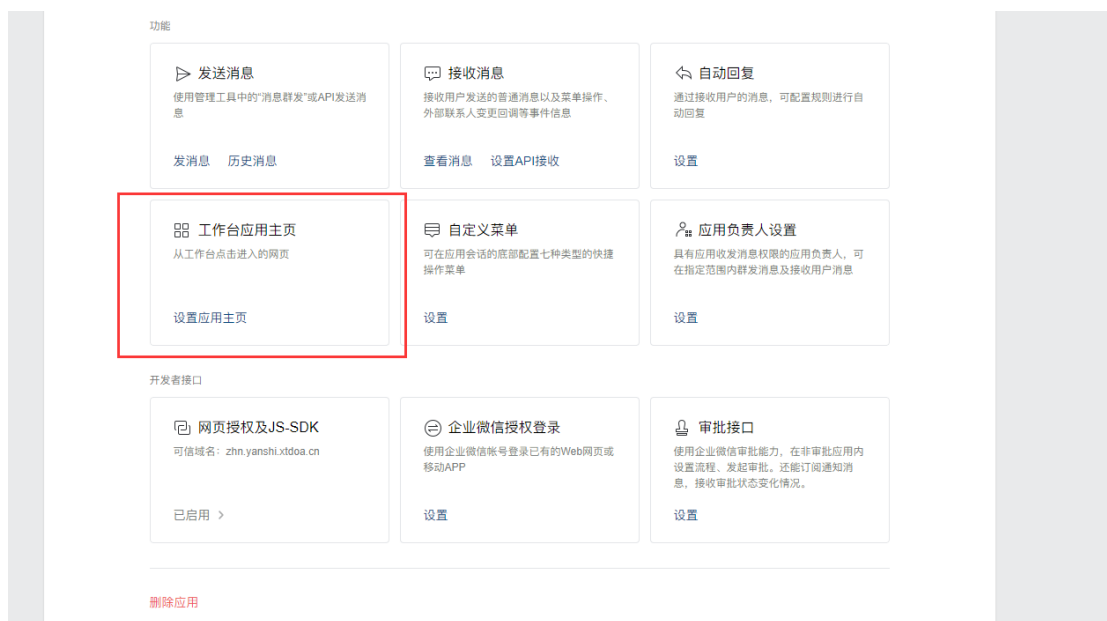 功能
发送消息
使用管理工具中的“消息群发”或API发送消
息
发消息 历史消息
接收消息
接收用户发送的普通消息以及菜单操作、
外部联系人变更回调等事件信息
查看消息 设置API接收
自动回复
通过接收用户的消息，可配置规则进行自
动回复
设置
工作台应用主页
从工作台点击进入的网页
设置应用主页
自定义菜单
可在应用会话的底部配置七种类型的快捷
操作菜单
设置
应用负责人设置
具有应用收发消息权限的应用负责人，可
在指定范围内群发消息及接收用户消息
设置
开发者接口
网页授权及JS-SDK
可信域名：zhn.yanshi.xtdoa.cn
已启用
企业微信授权登录
使用企业微信帐号登录已有的Web网页或
移动APP
设置
审批接口
使用企业微信审批能力，在非审批应用内
设置流程、发起审批。还能订阅通知消
息，接收审批状态变化情况。
设置
删除应用